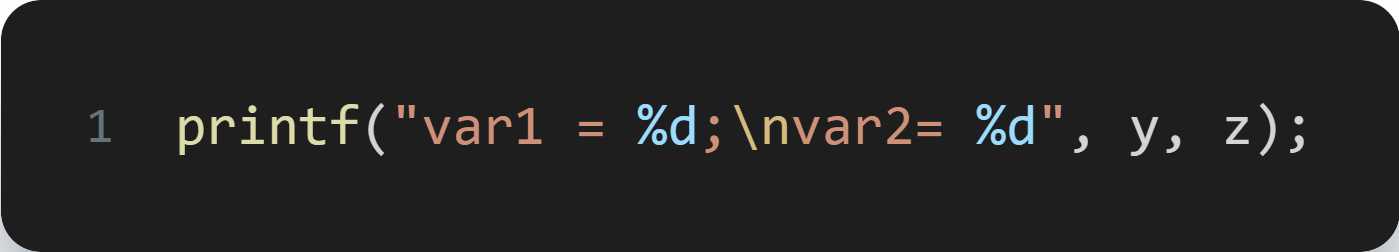 1 printf("var1 = %d;\nvar2= %d", y, z);